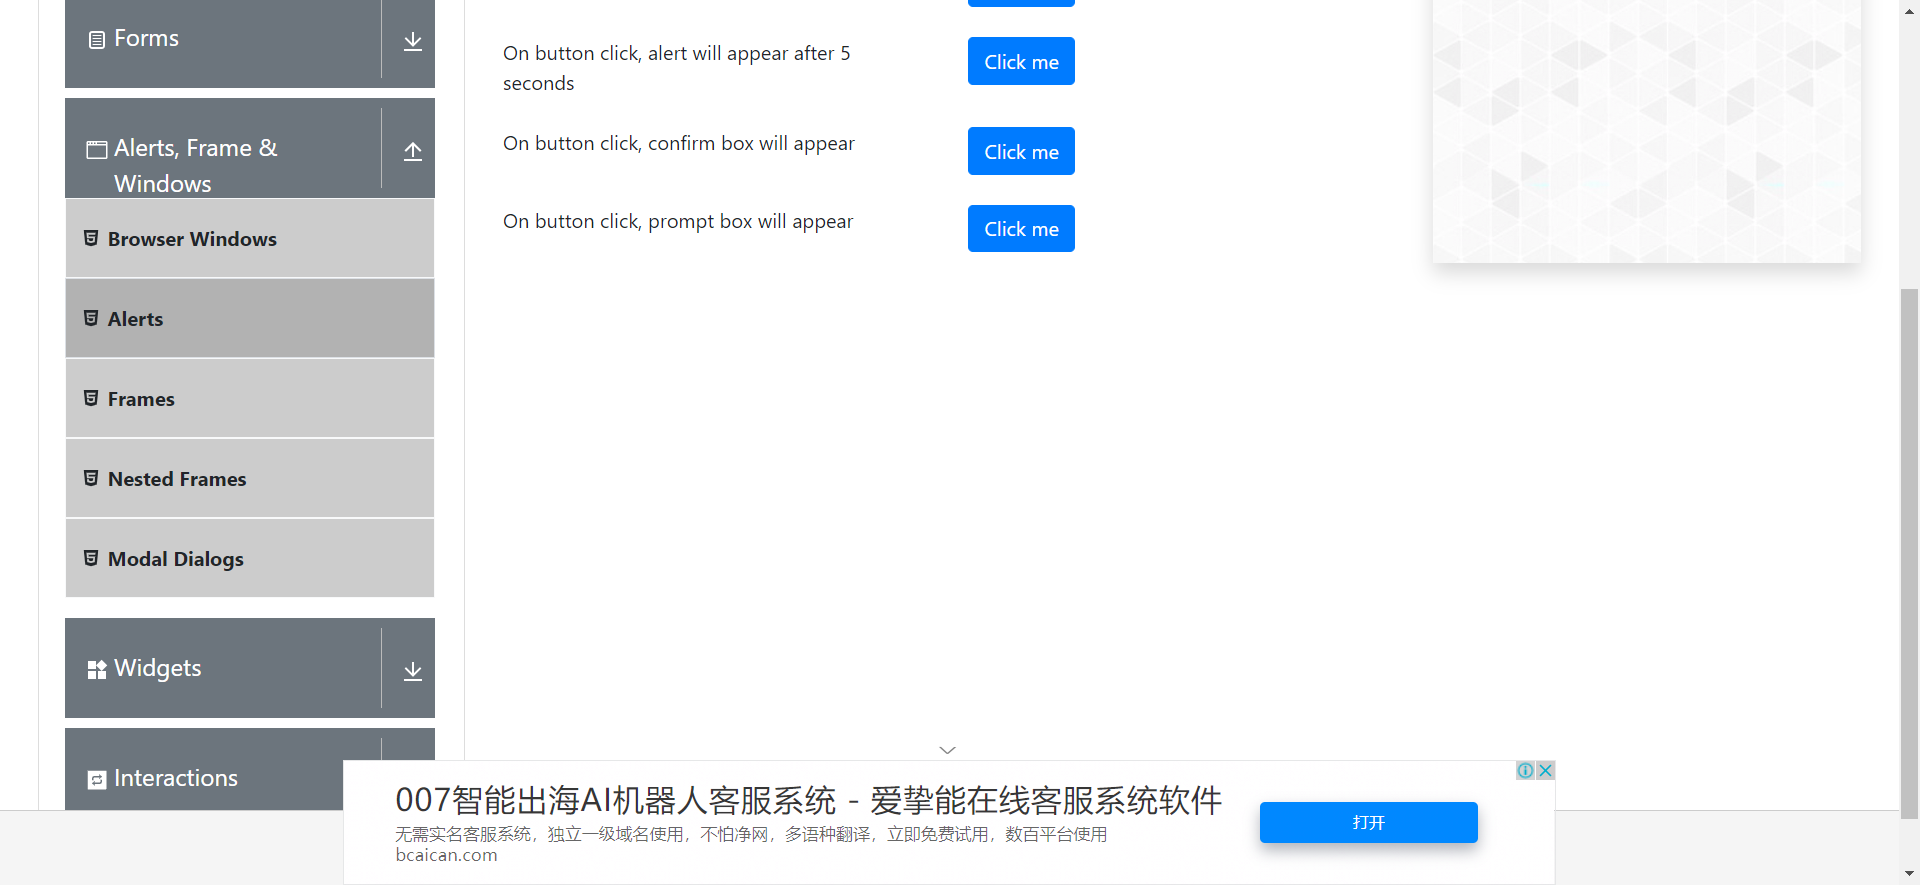 Forms
Alerts, Frame &
Windows
Browser Windows
Alerts
Frames
Nested Frames
Modal Dialogs
Widgets
Interactions
On button click, alert will appear after 5
seconds
Click me
On button click, confirm box will appear
Click me
On button click, prompt box will appear
Click me
007智能出海AI机器人客服系统 - 爱挚能在线客服系统软件
无需实名客服系统，独立一级域名使用，不怕净网，多语种翻译，立即免费试用，数百平台使用
bcaican.com
打开